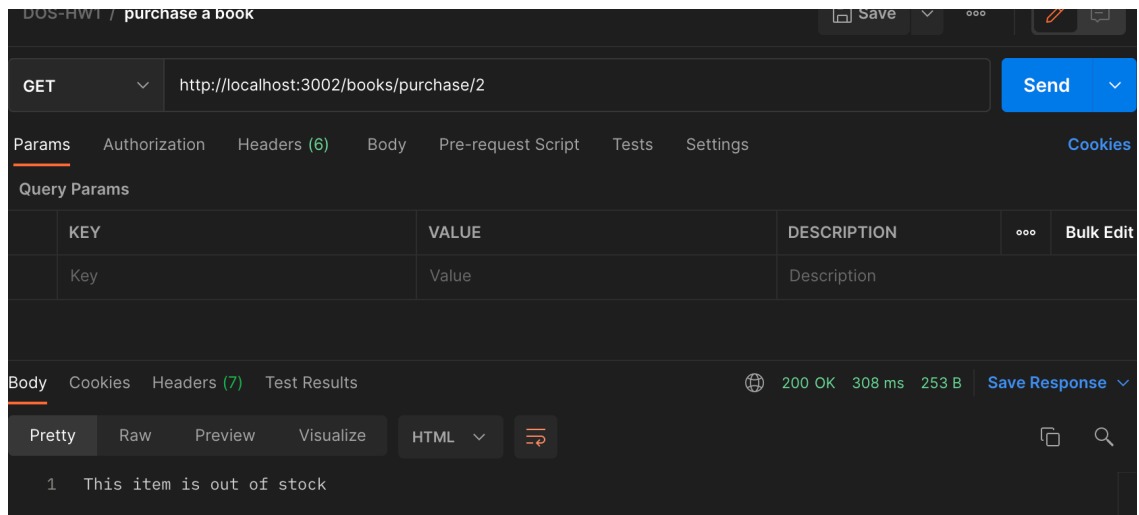 DOS-HW1 / purchase a book Save
GET http://localhost:3002/books/purchase/2 Send
Params Authorization Headers (6) Body Pre-request Script Tests Settings Cookies
Query Params
KEY VALUE DESCRIPTION Bulk Edit
Key Value Description
Body Cookies Headers (7) Test Results 200 OK 308 ms 253 B Save Response
Pretty Raw Preview Visualize HTML
1 This item is out of stock